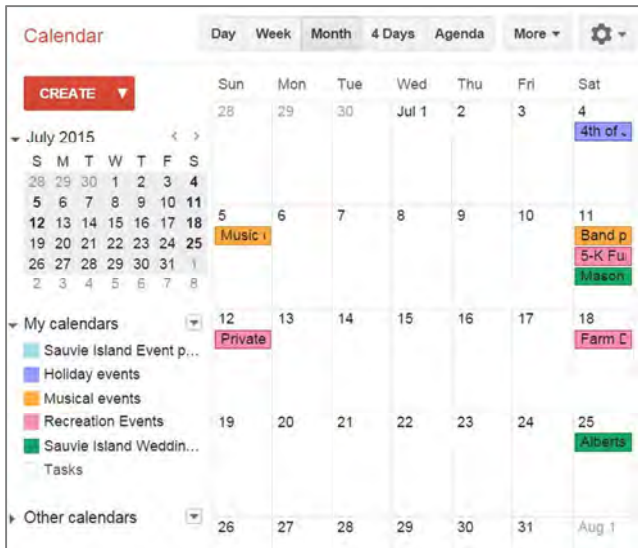 Calendar
Day Week Month 4 Days Agenda More
CREATE
July 2015 < >
S M T W T F S
28 29 30 1 2 3 4
5 6 7 8 9 10 11
12 13 14 15 16 17 18
19 20 21 22 23 24 25
26 27 28 29 30 31 1
2 3 4 5 6 7 8
My calendars
Sauvie Island Event p...
Holiday events
Musical events
Recreation Events
Sauvie Island Weddin...
Tasks
Other calendars
Sun Mon Tue Wed Thu Fri Sat
28 29 30 Jul 1 2 3 4
4th of
5 6 7 8 9 10 11
Music Band p
5-K Fu
Mason
12 13 14 15 16 17 18
Private Farm D
19 20 21 22 23 24 25
Alberts
26 27 28 29 30 31 Aug 1